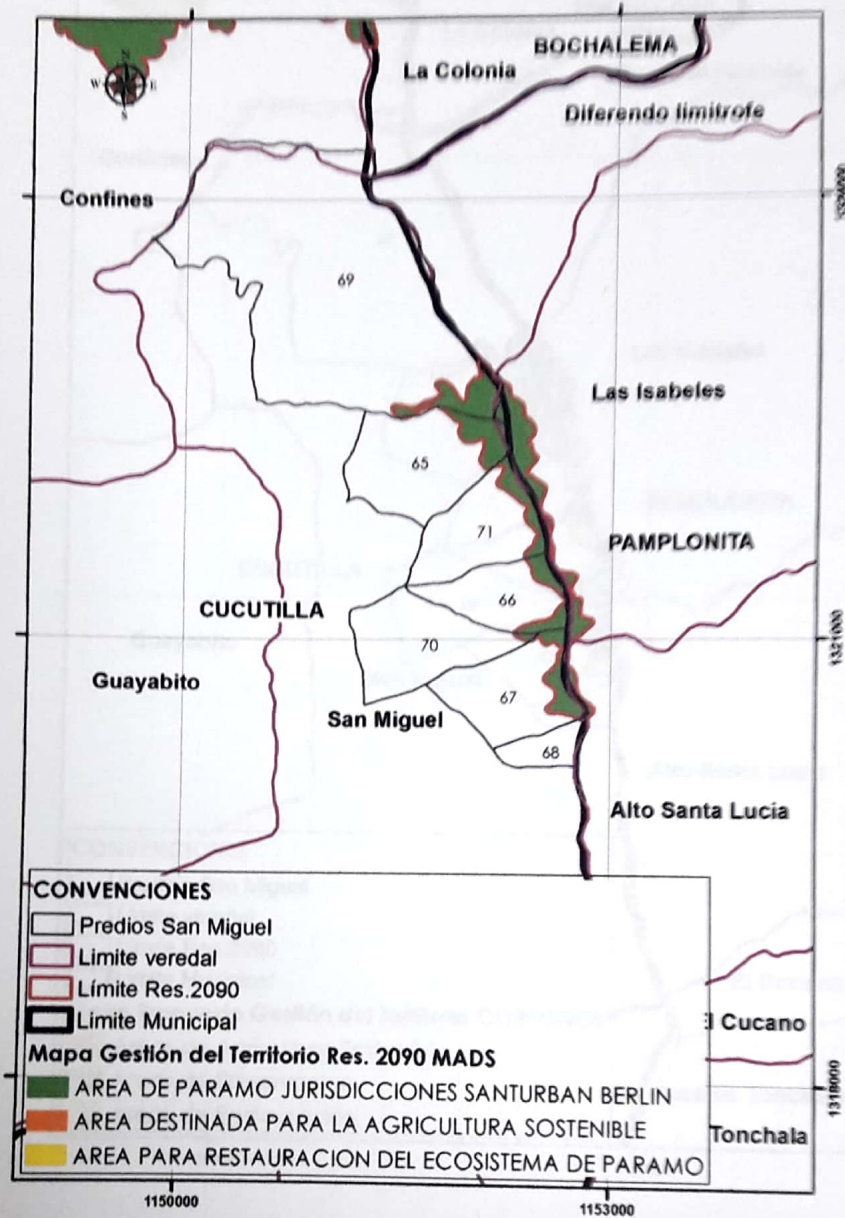 BOCHALEMA
La Colonia
N
W E
S
Diferendo limitrofe
Confines
69
Las Isabeles
65
71
PAMPLONITA
66
CUCUTILLA
1321000
70
Guayabito
67
San Miguel
68
Alto Santa Lucia
CONVENCIONES
Predios San Miguel
Limite veredal
Límite Res.2090
Limite Municipal
l Cucano
Mapa Gestión del Territorio Res. 2090 MADS
1318000
AREA DE PARAMO JURISDICCIONES SANTURBAN BERLIN
AREA DESTINADA PARA LA AGRICULTURA SOSTENIBLE
Tonchala
AREA PARA RESTAURACION DEL ECOSISTEMA DE PARAMO
1150000
1153000